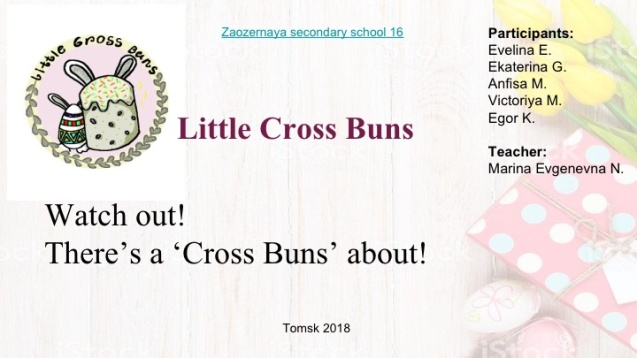 Zaozernaya secondary school 16
Participants:
Evelina E.
Ekaterina G.
Anfisa M.
Victoriya M.
Egor K.
Teacher:
Marina Evgenevna N.
Little Cross Buns
Little Cross Buns
Watch out!
There’s a ‘Cross Buns’ about!
Tomsk 2018
iStock